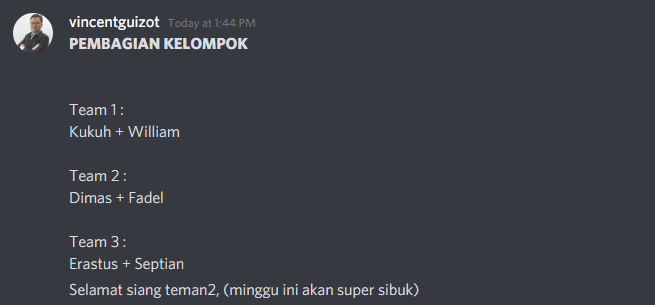 vincentguizot Today at 1:44 PM
PEMBAGIAN KELOMPOK
Team 1 :
Kukuh + William
Team 2 :
Dimas + Fadel
Team 3 :
Erastus + Septian
Selamat siang teman2, (minggu ini akan super sibuk)